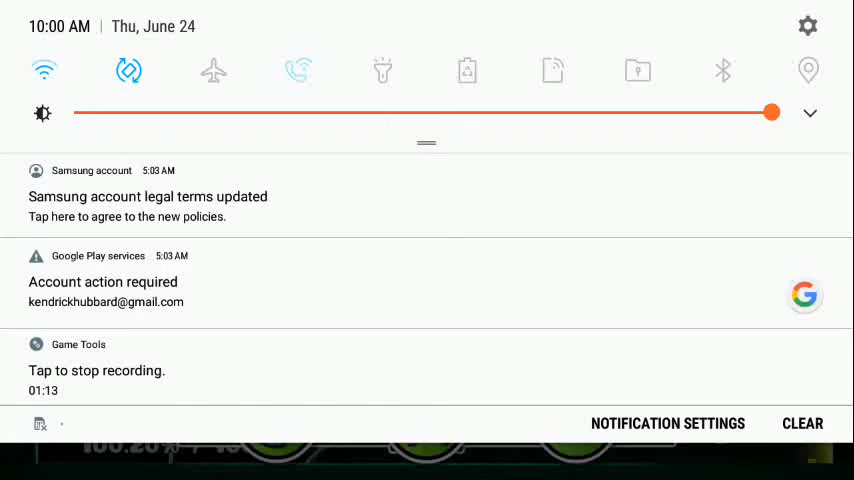 10:00 AM | Thu, June 24
Samsung account 5:03 AM
Samsung account legal terms updated
Tap here to agree to the new policies.
Google Play services 5:03 AM
Account action required
kendrickhubbard@gmail.com
Game Tools
Tap to stop recording.
01:13
NOTIFICATION SETTINGS CLEAR